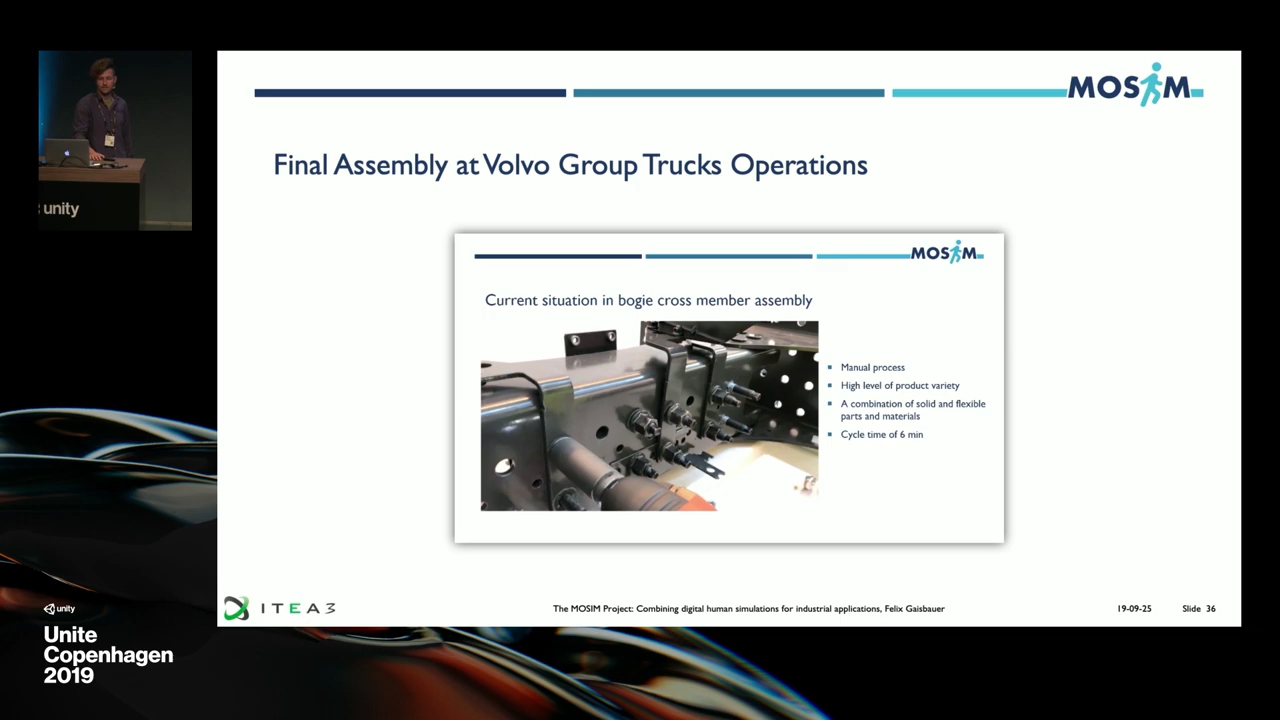 MOSIM
Final Assembly at Volvo Group Trucks Operations
MOSIM
Current situation in bogie cross member assembly
Manual process
High level of product variety
A combination of solid and flexible
parts and materials
Cycle time of 6 min
unity
ITEA3
The MOSIM Project: Combining digital human simulations for industrial applications, Felix Gaisbauer
19-09-25
Slide 36
unity
Unite
Copenhagen
2019